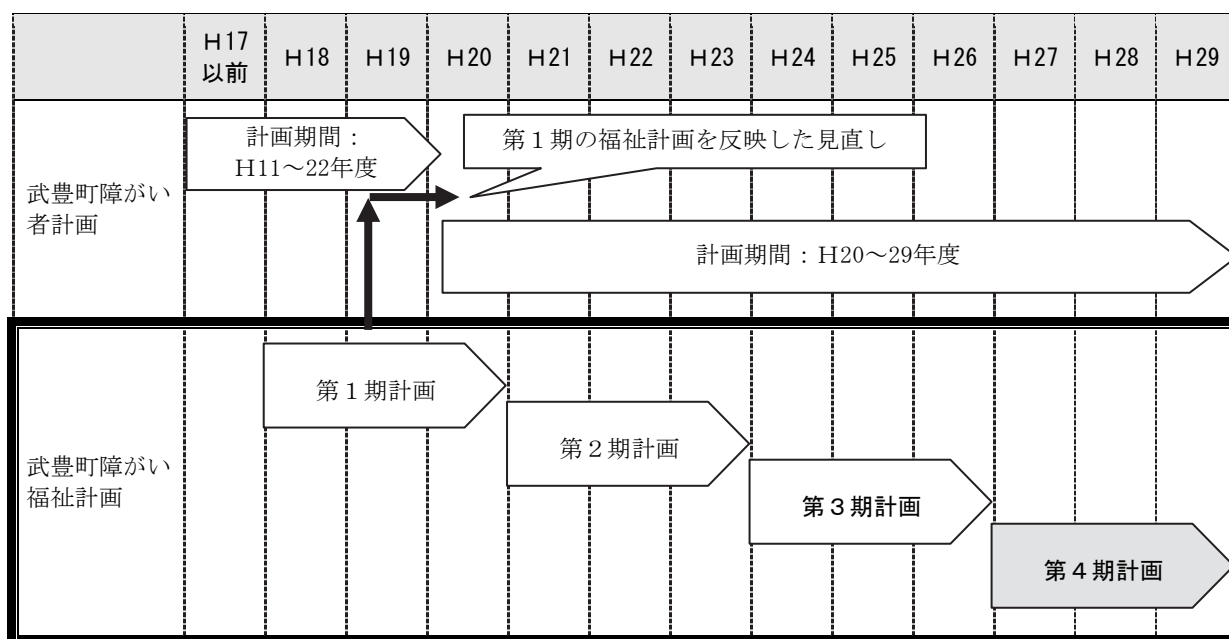 H17
以前
H18
H19
H20
H21
H22
H23
H24
H25
H26
H27
H28
H29
武豊町障がい
者計画
計画期間：
H11～22年度
第１期の福祉計画を反映した見直し
計画期間：H20～29年度
武豊町障がい
福祉計画
第１期計画
第２期計画
第３期計画
第４期計画